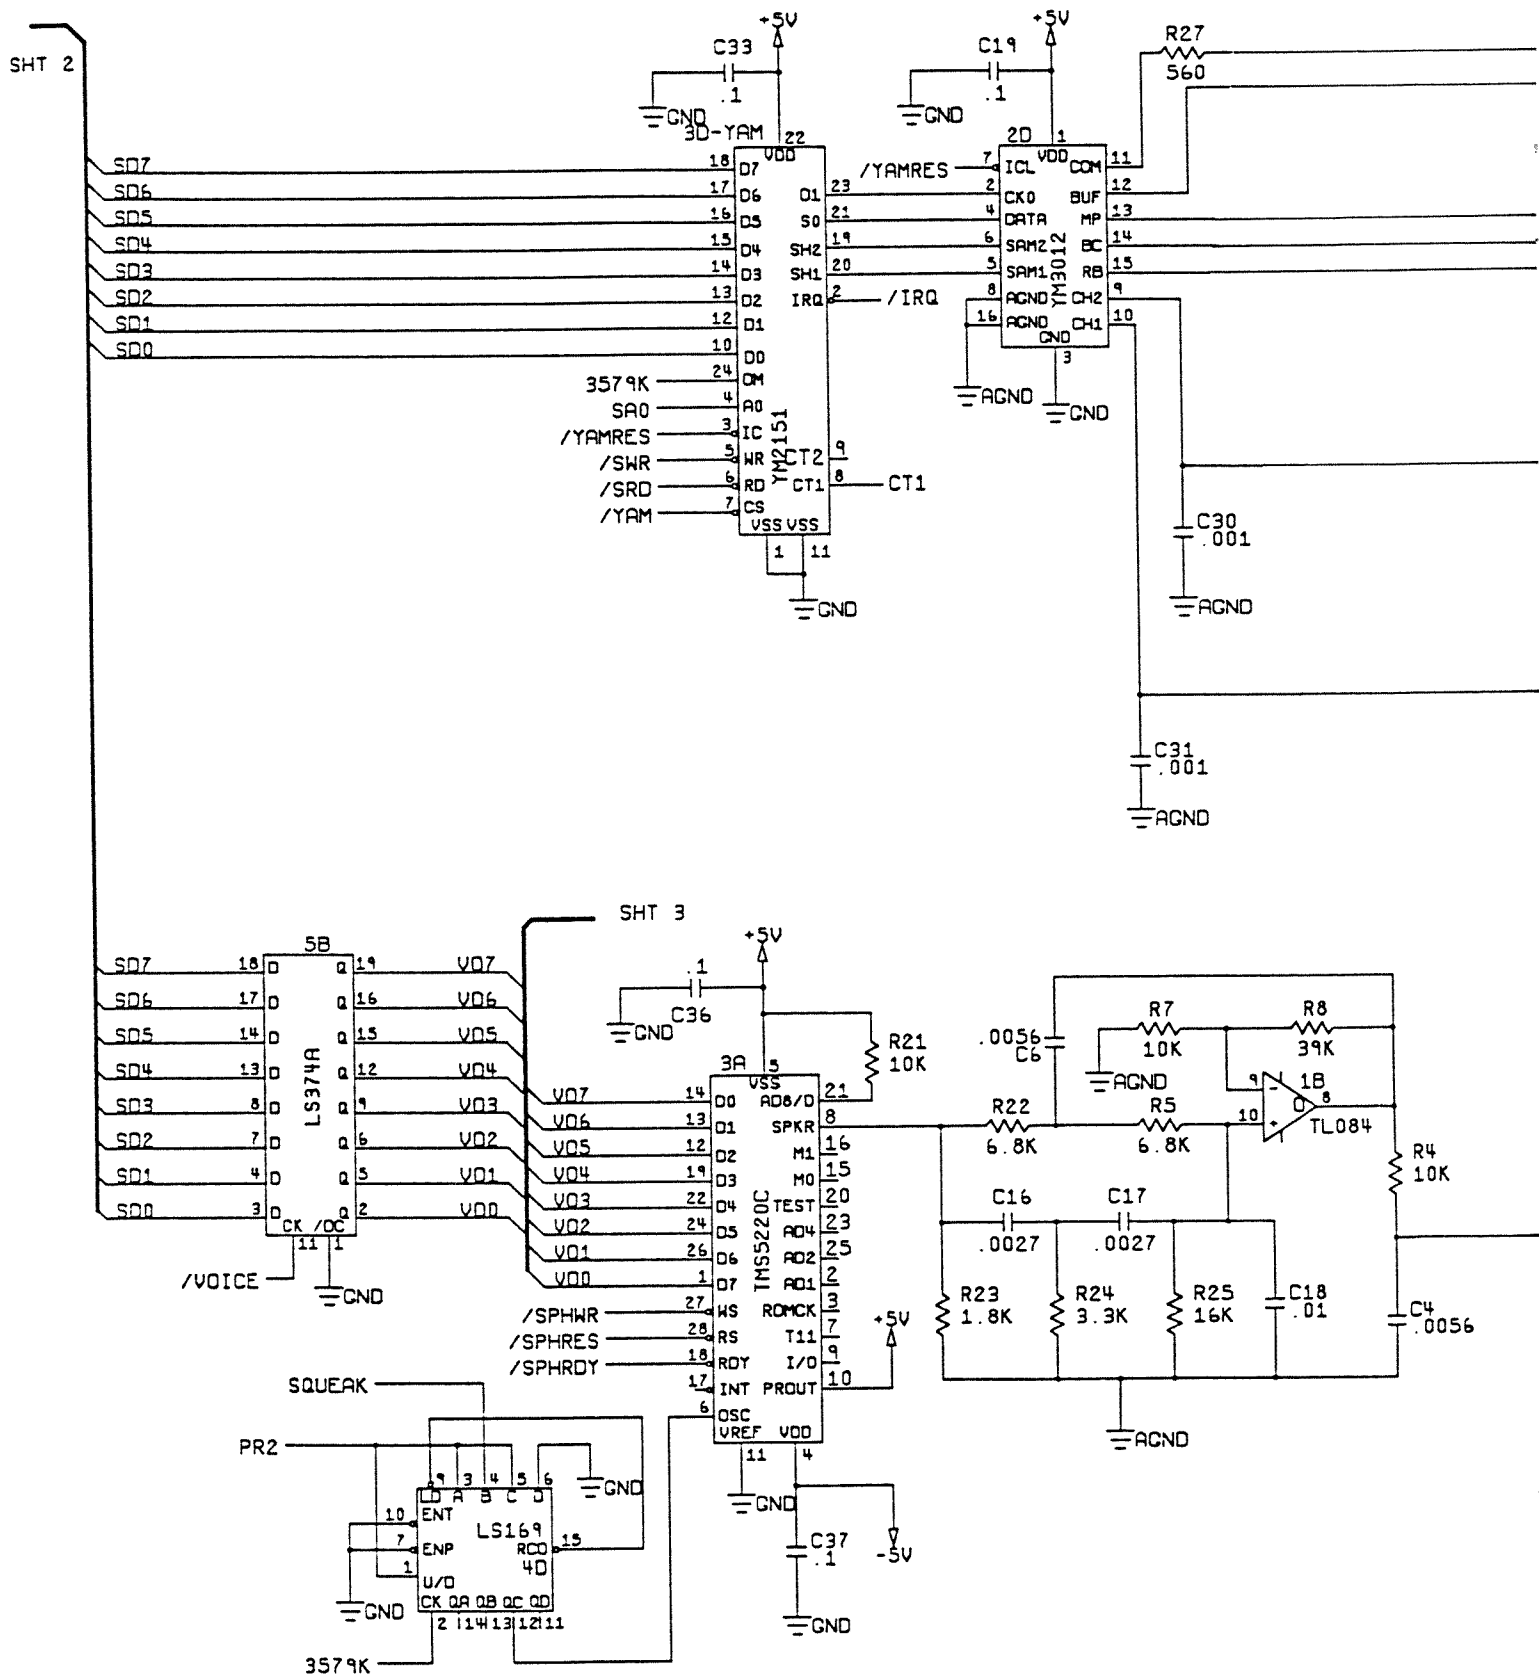 SHT 2
+5V
C33
.1
GND
+5V
C19
.1
GND
R27
560
3D-YAM
22
VDD
SD7
18 D7
SD6
17 D6
SD5
16 D5
SD4
15 D4
SD3
14 D3
SD2
13 D2
SD1
12 D1
SD0
10 D0
3579K
24 OM
SA0
4 A0
/YAMRES
3 IC
/SWR
5 WR
/SRD
6 RD
/YAM
7 CS
YM2151
O1 23
SO 21
SH2 19
SH1 20
IRQ 2
/IRQ
CT2 9
CT1 8
CT1
VSS VSS
1 11
GND
2D
1
VDD
/YAMRES
7 ICL
2 CKO
4 DATA
6 SAM2
5 SAM1
8 AGND
16 AGND
YM3012
COM 11
BUF 12
MP 13
BC 14
RB 15
CH2 9
CH1 10
GND
3
AGND
GND
C30
.001
AGND
C31
.001
AGND
SHT 3
5B
SD7
18 D Q 19
VD7
SD6
17 D Q 16
VD6
SD5
14 D Q 15
VD5
SD4
13 D Q 12
VD4
SD3
8 D Q 9
VD3
SD2
7 D Q 6
VD2
SD1
4 D Q 5
VD1
SD0
3 D Q 2
VD0
LS374A
CK /OC
11 1
/VOICE
GND
+5V
.1
C36
GND
R21
10K
3A
5
VSS
VD7
14 D0
VD6
13 D1
VD5
12 D2
VD4
19 D3
VD3
22 D4
VD2
24 D5
VD1
26 D6
VD0
1 D7
/SPHWR
27 WS
/SPHRES
28 RS
/SPHRDY
18 RDY
17 INT
6 OSC
TMS5220C
AD8/D 21
SPKR 8
M1 16
M0 15
TEST 20
AD4 23
AD2 25
AD1 2
ROMCK 3
T11 7
I/O 9
PROUT 10
+5V
VREF VDD
11 4
GND
C37
.1
-5V
GND
.0056
C6
R7
10K
AGND
R8
39K
R22
6.8K
R5
6.8K
9 -
10 +
1B
O 8
TL084
R4
10K
C16
.0027
C17
.0027
R23
1.8K
R24
3.3K
R25
16K
C18
.01
C4
.0056
AGND
SQUEAK
PR2
9 3 4 5 6
LD A B C D
GND
10 ENT
7 ENP
1 U/D
LS169
RCO 15
4D
CK QA QB QC QD
2 14 13 12 11
GND
3579K